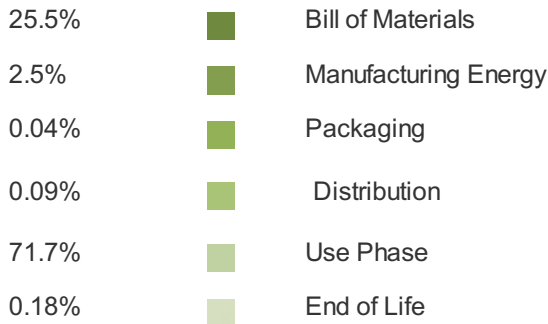 25.5% Bill of Materials
2.5% Manufacturing Energy
0.04% Packaging
0.09% Distribution
71.7% Use Phase
0.18% End of Life